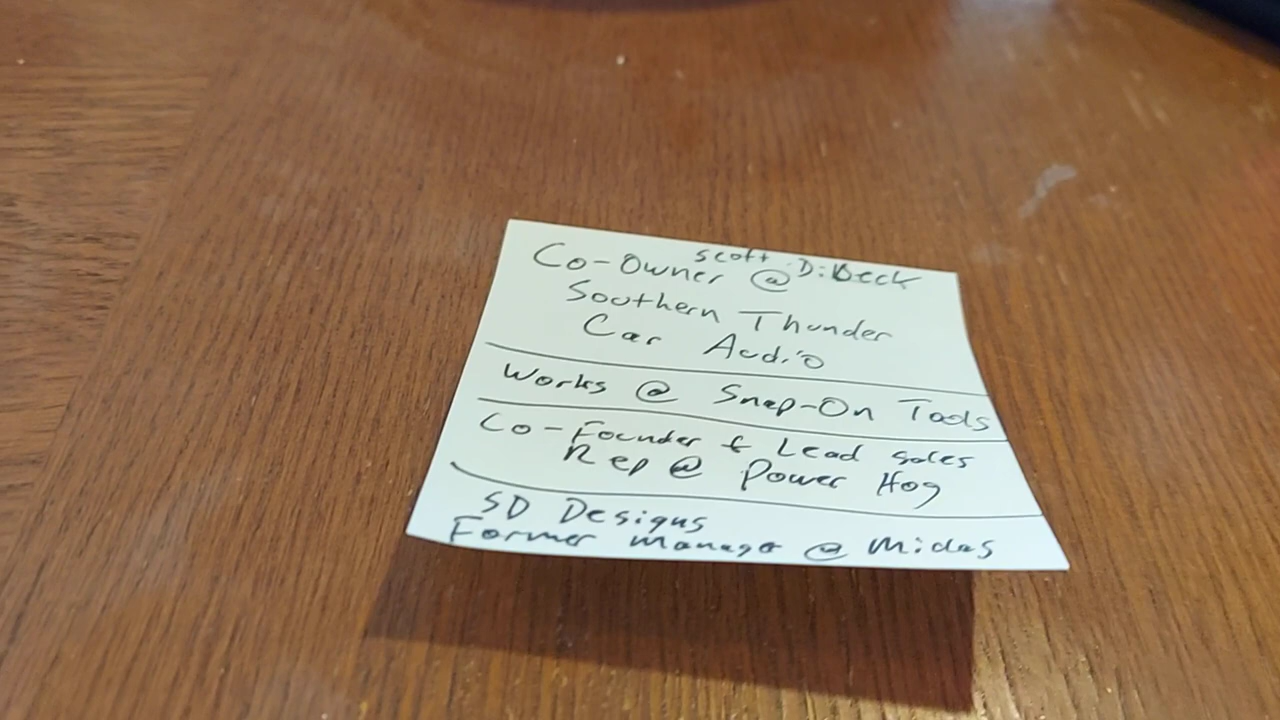 Scott DiBeck
Co-Owner @
Southern Thunder
Car Audio
Works @ Snap-On Tools
Co-Founder & Lead Sales
Rep @ Power Hog
SD Designs
Former Manager @ Midas